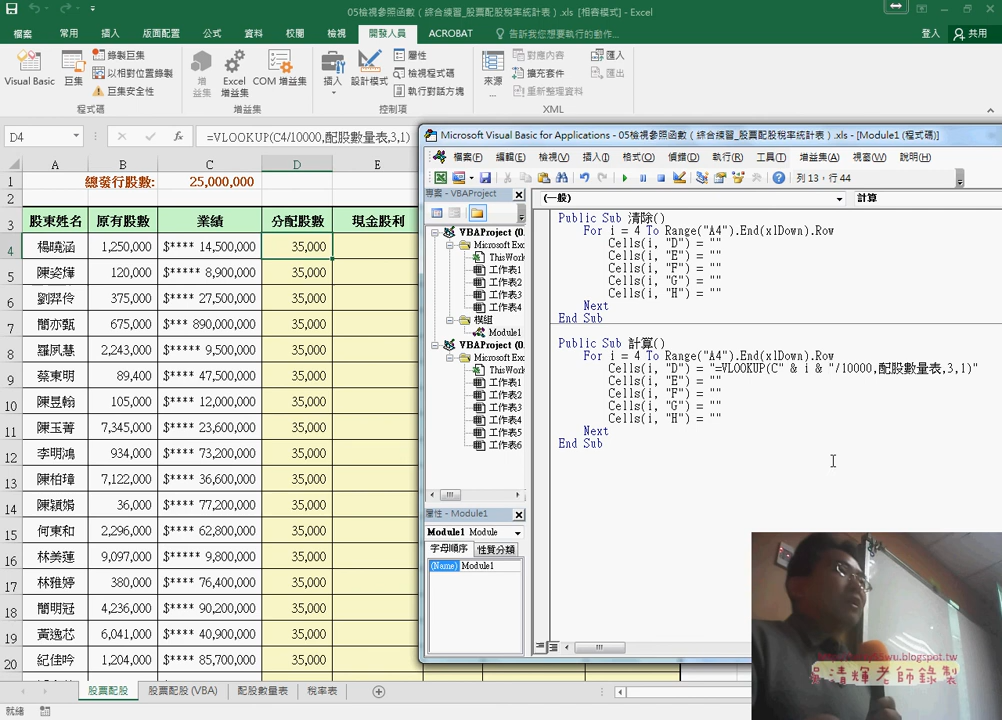 05檢視參照函數（綜合練習_股票配股稅率統計表）.xls [相容模式] - Excel
檔案 常用 插入 版面配置 公式 資料 校閱 檢視 開發人員 ACROBAT 告訴我您想要執行的動作... 登入 共用
Visual Basic 巨集 錄製巨集 以相對位置錄製 巨集安全性 增益集 Excel 增益集 COM 增益集 插入 設計模式 屬性 檢視程式碼 執行對話方塊 來源 對應內容 擴充套件 重新整理資料 匯入 匯出
程式碼 增益集 控制項 XML
D4 fx =VLOOKUP(C4/10000,配股數量表,3,1)
A B C D E
1 總發行股數: 25,000,000
2
3 股東姓名 原有股數 業績 分配股數 現金股利
4 楊曉涵 1,250,000 $**** 14,500,000 35,000
5 陳姿燁 120,000 $***** 8,900,000 35,000
6 劉羿伶 375,000 $**** 27,500,000 35,000
7 簡亦甄 675,000 $*** 890,000,000 35,000
8 羅夙慧 2,243,000 $***** 9,500,000 35,000
9 蔡東明 89,400 $**** 47,500,000 35,000
10 陳昱翰 105,000 $**** 12,000,000 35,000
11 陳玉菁 7,345,000 $**** 23,600,000 35,000
12 李明鴻 934,000 $**** 73,200,000 35,000
13 陳柏瑋 7,122,000 $**** 36,600,000 35,000
14 陳穎娟 36,000 $**** 77,200,000 35,000
15 何東和 2,296,000 $**** 62,800,000 35,000
16 林美蓮 9,097,000 $***** 9,800,000 35,000
17 林雅婷 380,000 $**** 76,400,000 35,000
18 簡明冠 4,236,000 $**** 90,200,000 35,000
19 黃逸芯 6,041,000 $**** 40,900,000 35,000
20 紀佳吟 1,204,000 $**** 85,700,000 35,000
股票配股 股票配股 (VBA) 配股數量表 稅率表
就緒
Microsoft Visual Basic for Applications - 05檢視參照函數（綜合練習_股票配股稅率統計表）.xls - [Module1 (程式碼)]
檔案(F) 編輯(E) 檢視(V) 插入(I) 格式(O) 偵錯(D) 執行(R) 工具(T) 增益集(A) 視窗(W) 說明(H)
列 13，行 44
專案 - VBAProject
VBAProject (0.
Microsoft Exc
ThisWork
工作表1
工作表2
工作表3
工作表4
模組
Module1
VBAProject (0.
Microsoft Exc
ThisWork
工作表1
工作表2
工作表3
工作表4
工作表5
工作表6
屬性 - Module1
Module1 Module
字母順序 性質分類
(Name) Module1
(一般) 計算
Public Sub 清除()
For i = 4 To Range("A4").End(xlDown).Row
Cells(i, "D") = ""
Cells(i, "E") = ""
Cells(i, "F") = ""
Cells(i, "G") = ""
Cells(i, "H") = ""
Next
End Sub
Public Sub 計算()
For i = 4 To Range("A4").End(xlDown).Row
Cells(i, "D") = "=VLOOKUP(C" & i & "/10000,配股數量表,3,1)"
Cells(i, "E") = ""
Cells(i, "F") = ""
Cells(i, "G") = ""
Cells(i, "H") = ""
Next
End Sub
吳清輝老師錄製